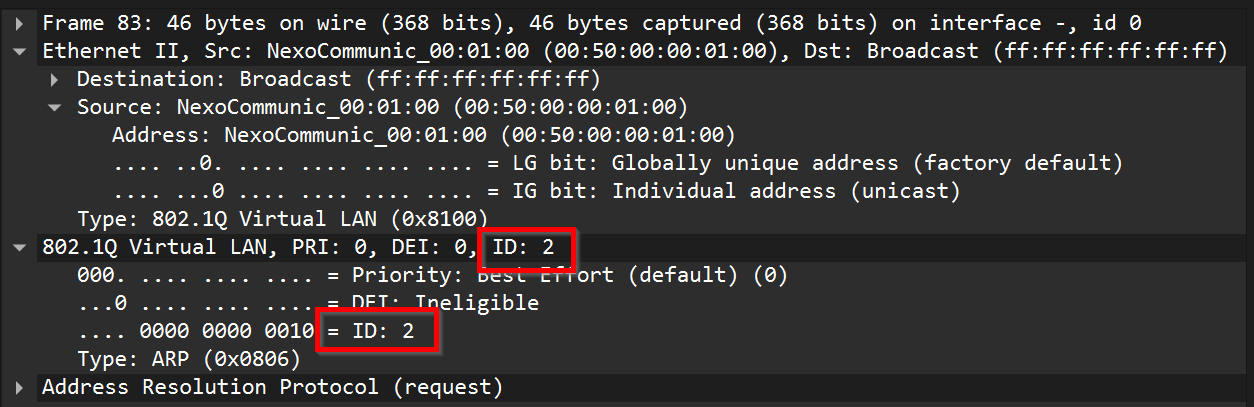 Frame 83: 46 bytes on wire (368 bits), 46 bytes captured (368 bits) on interface -, id 0
Ethernet II, Src: NexoCommunic_00:01:00 (00:50:00:00:01:00), Dst: Broadcast (ff:ff:ff:ff:ff:ff)
Destination: Broadcast (ff:ff:ff:ff:ff:ff)
Source: NexoCommunic_00:01:00 (00:50:00:00:01:00)
Address: NexoCommunic_00:01:00 (00:50:00:00:01:00)
.... ..0. .... .... .... .... = LG bit: Globally unique address (factory default)
.... ...0 .... .... .... .... = IG bit: Individual address (unicast)
Type: 802.1Q Virtual LAN (0x8100)
802.1Q Virtual LAN, PRI: 0, DEI: 0, ID: 2
000. .... .... .... = Priority: Best Effort (default) (0)
...0 .... .... .... = DEI: Ineligible
.... 0000 0000 0010 = ID: 2
Type: ARP (0x0806)
Address Resolution Protocol (request)